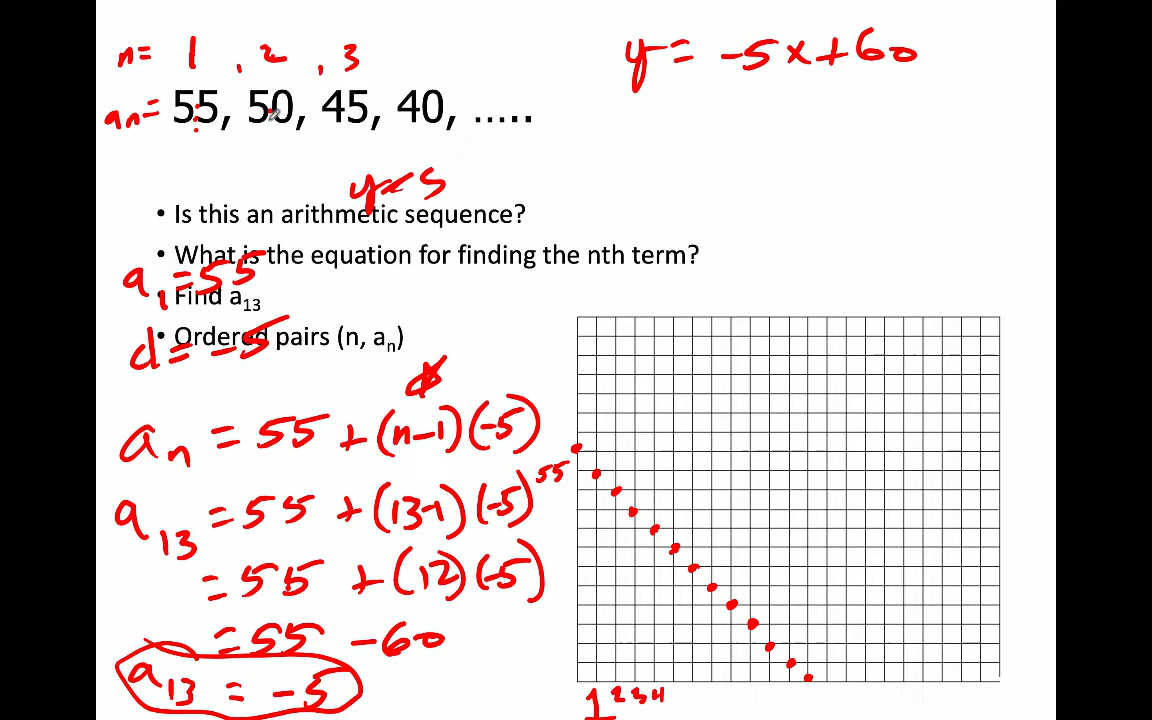 n= 1 , 2 , 3
y = -5x+60
an= 55, 50, 45, 40, .....
y< 5
• Is this an arithmetic sequence?
• What is the equation for finding the nth term?
a1 = 55
• Find a13
d = -5
• Ordered pairs (n, an)
an = 55 + (n-1)(-5)
55
a13 = 55 + (13-1)(-5)
= 55 + (12)(-5)
= 55 - 60
a13 = -5
1 2 3 4